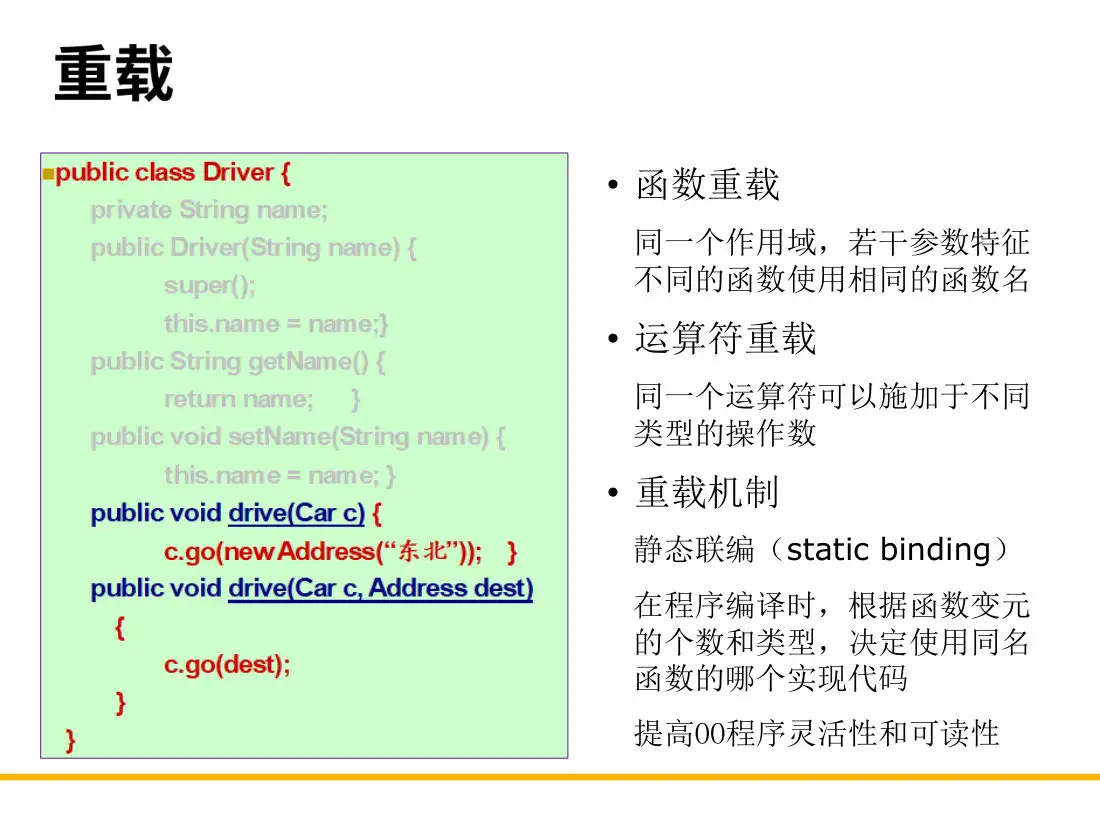 重载
public class Driver {
private String name;
public Driver(String name) {
super();
this.name = name;}
public String getName() {
return name; }
public void setName(String name) {
this.name = name; }
public void drive(Car c) {
c.go(new Address(“东北”)); }
public void drive(Car c, Address dest)
{
c.go(dest);
}
}
• 函数重载
同一个作用域，若干参数特征
不同的函数使用相同的函数名
• 运算符重载
同一个运算符可以施加于不同
类型的操作数
• 重载机制
静态联编（static binding）
在程序编译时，根据函数变元
的个数和类型，决定使用同名
函数的哪个实现代码
提高OO程序灵活性和可读性